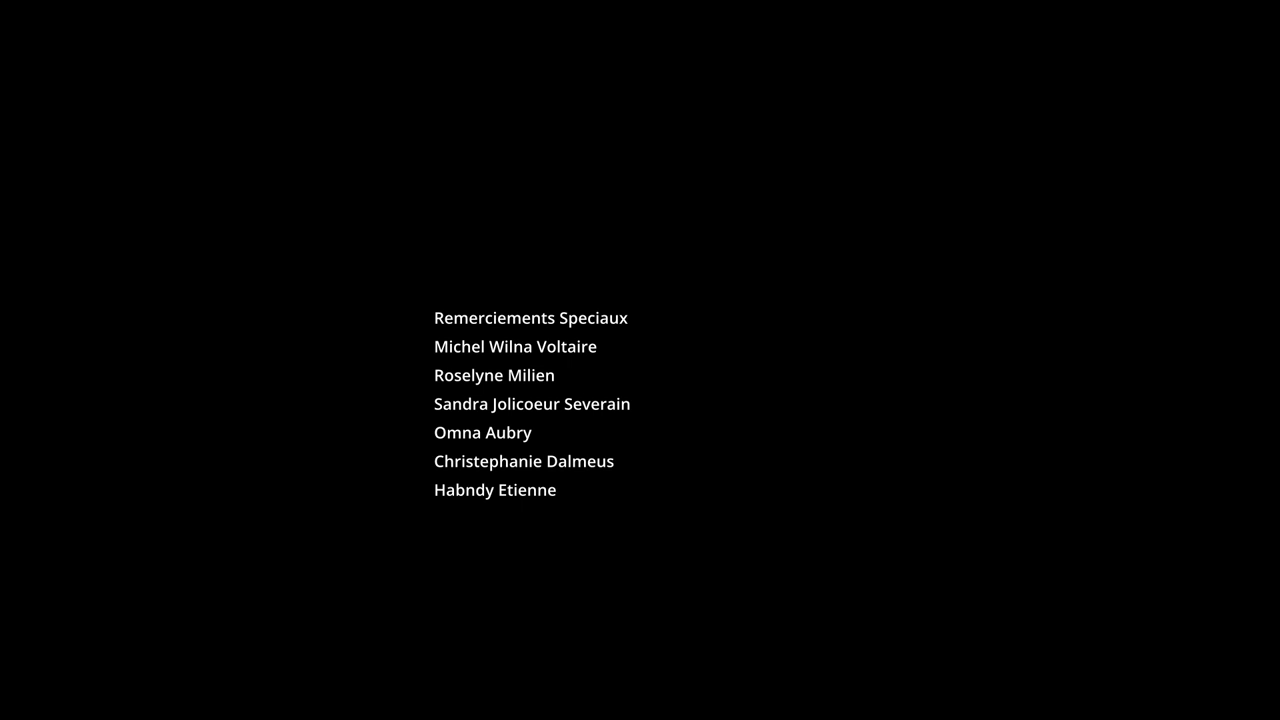 Remerciements Speciaux
Michel Wilna Voltaire
Roselyne Milien
Sandra Jolicoeur Severain
Omna Aubry
Christephanie Dalmeus
Habndy Etienne